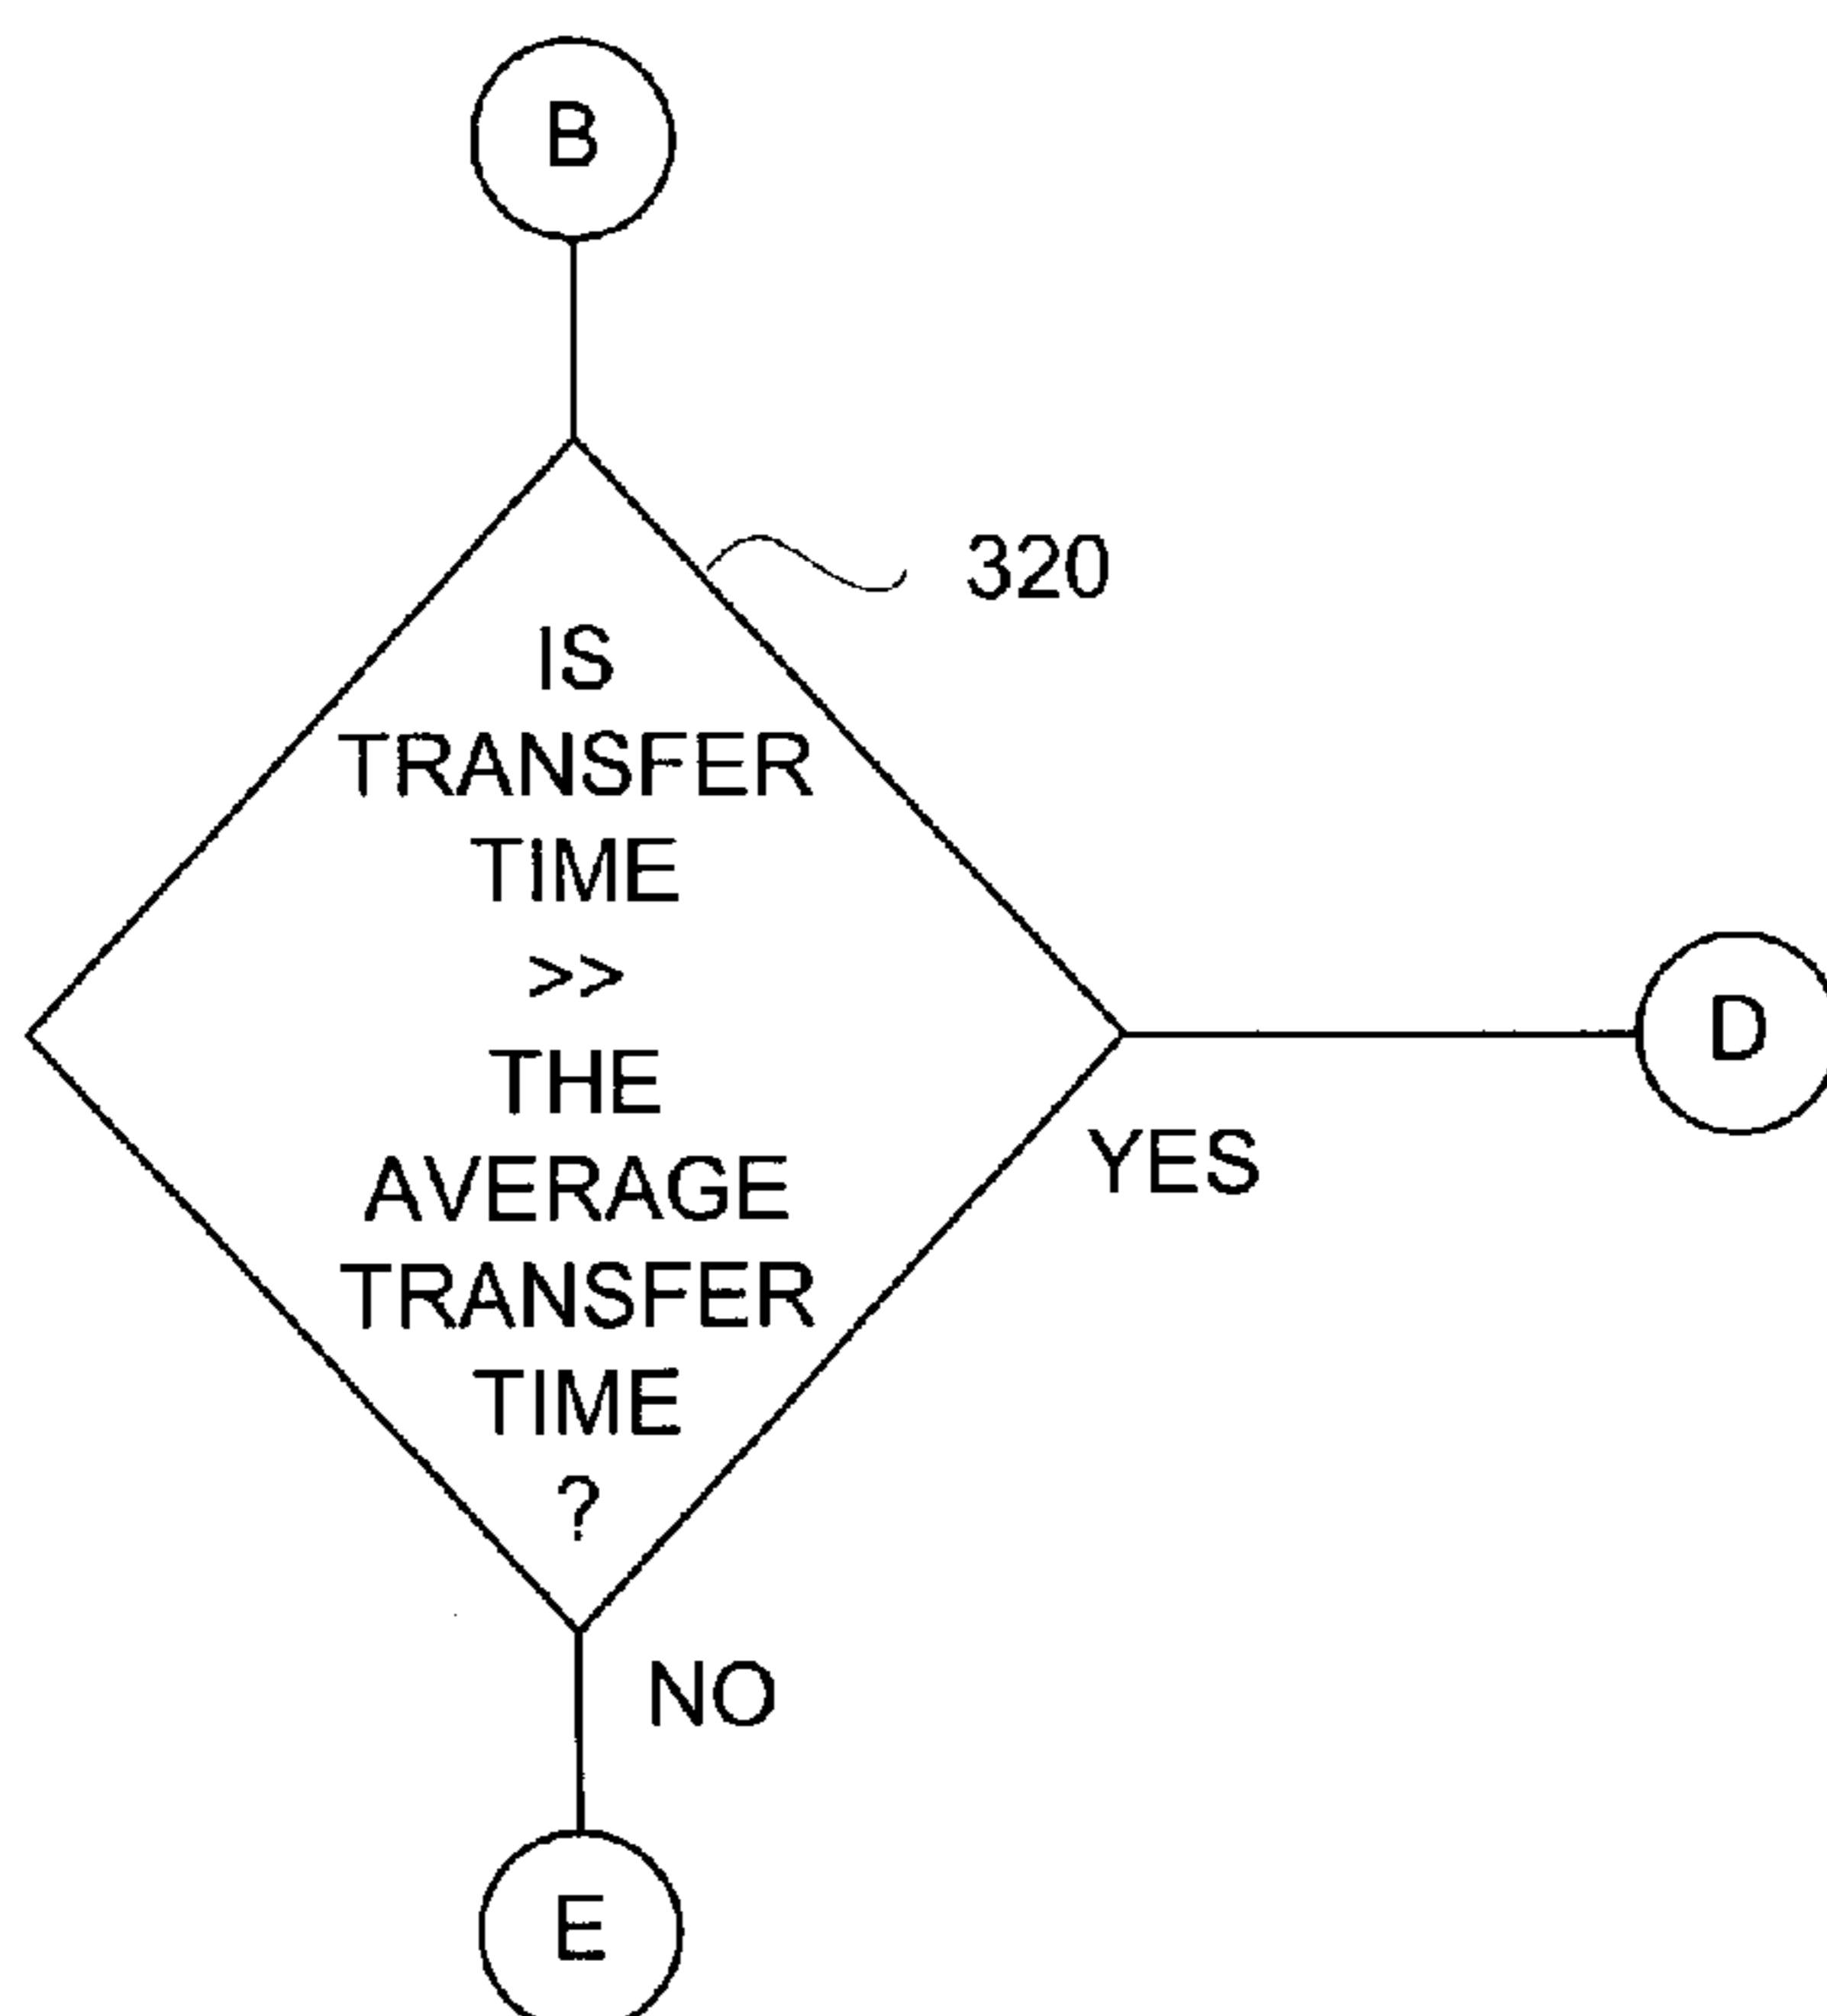 B
320
IS
TRANSFER
TIME
>>
THE
AVERAGE
TRANSFER
TIME
?
D
YES
NO
E